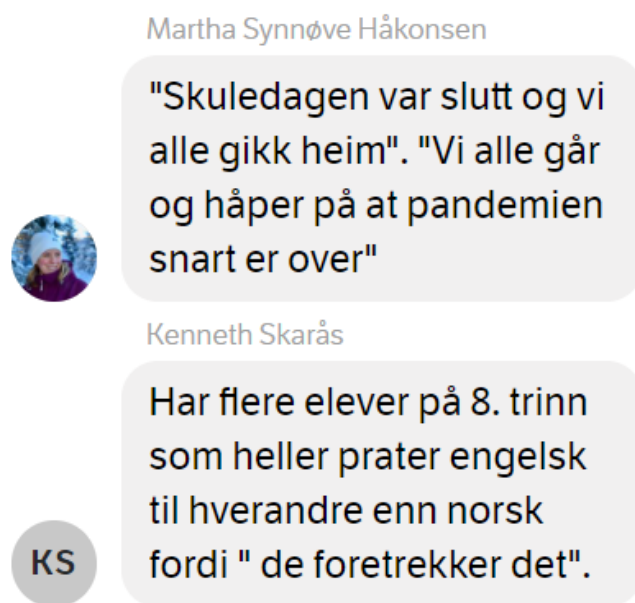 Martha Synnøve Håkonsen
"Skuledagen var slutt og vi
alle gikk heim". "Vi alle går
og håper på at pandemien
snart er over"
Kenneth Skarås
Har flere elever på 8. trinn
som heller prater engelsk
til hverandre enn norsk
fordi " de foretrekker det".
KS